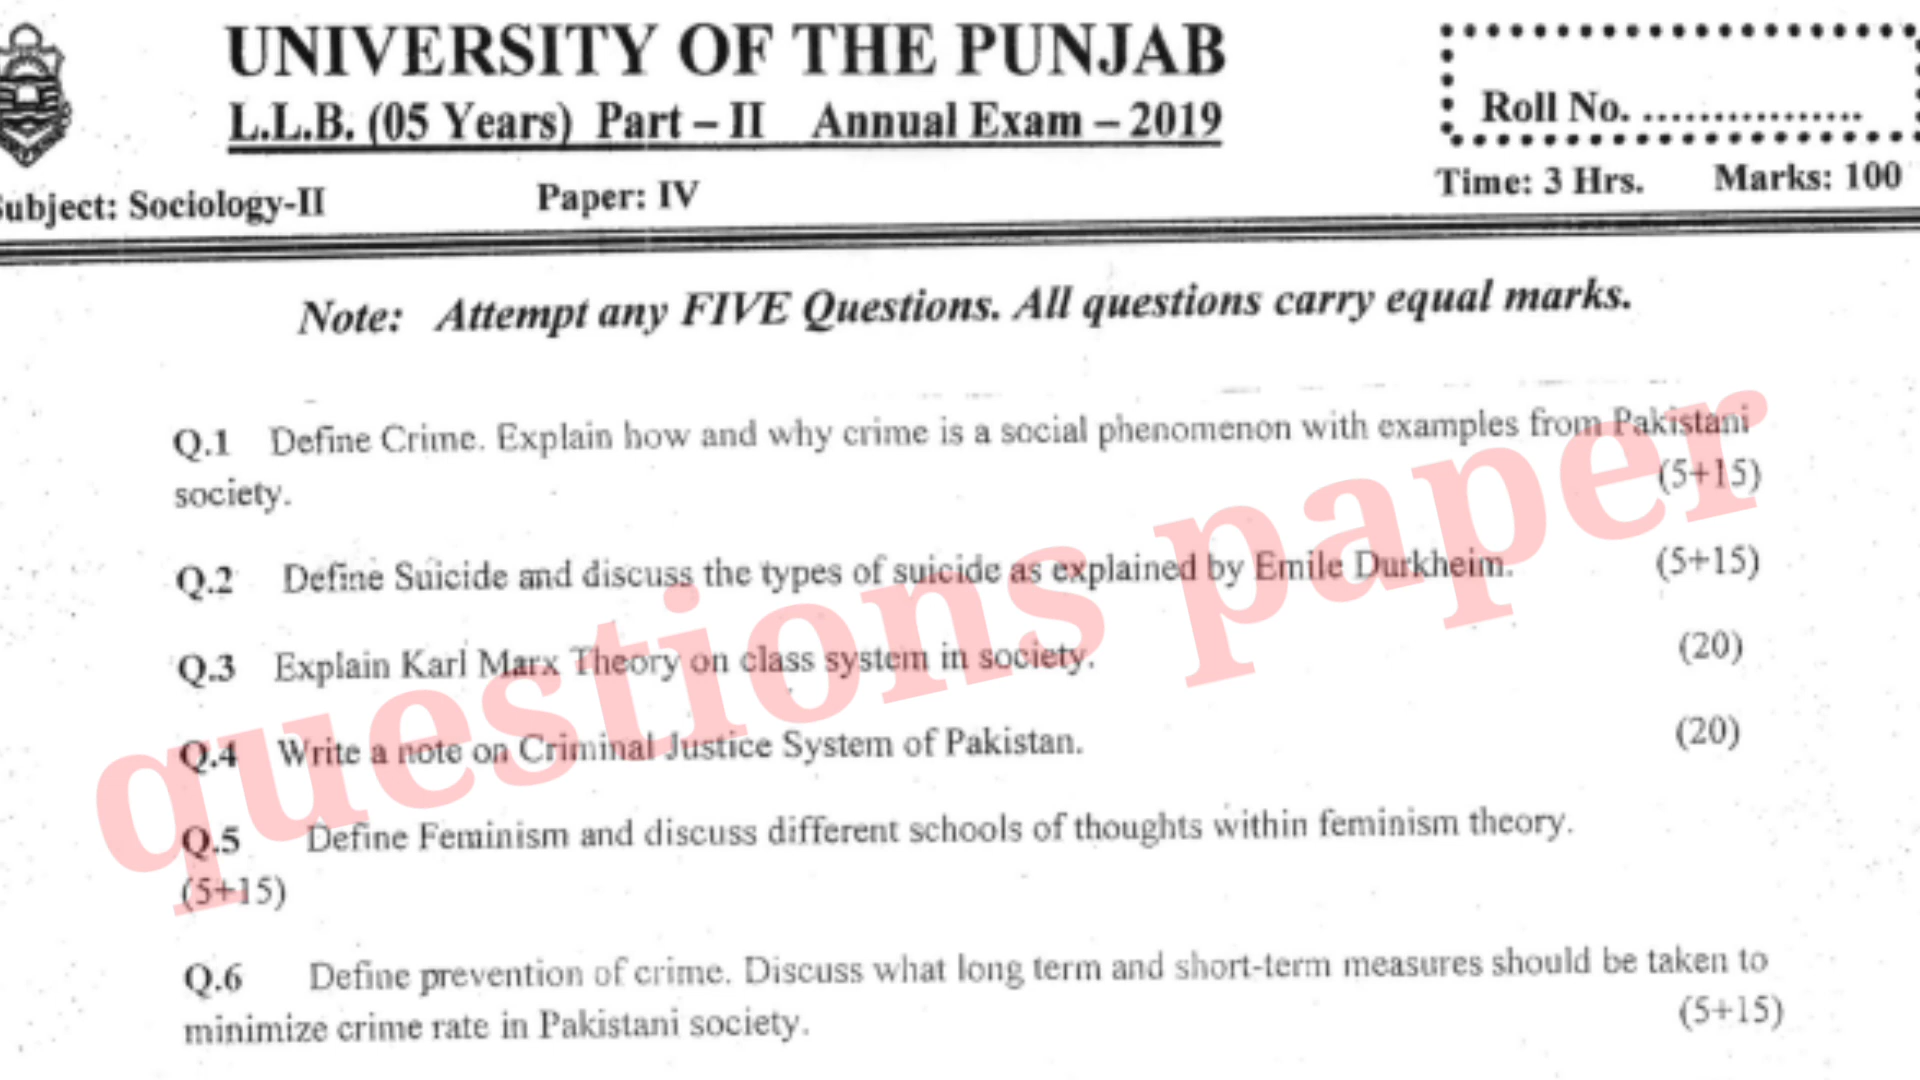 UNIVERSITY OF THE PUNJAB
L.L.B. (05 Years) Part – II Annual Exam – 2019
Roll No. ................
Subject: Sociology-II Paper: IV Time: 3 Hrs. Marks: 100
Note: Attempt any FIVE Questions. All questions carry equal marks.
Q.1 Define Crime. Explain how and why crime is a social phenomenon with examples from Pakistani
society. (5+15)
Q.2 Define Suicide and discuss the types of suicide as explained by Emile Durkheim. (5+15)
Q.3 Explain Karl Marx Theory on class system in society. (20)
Q.4 Write a note on Criminal Justice System of Pakistan. (20)
Q.5 Define Feminism and discuss different schools of thoughts within feminism theory.
(5+15)
Q.6 Define prevention of crime. Discuss what long term and short-term measures should be taken to
minimize crime rate in Pakistani society. (5+15)
questions paper